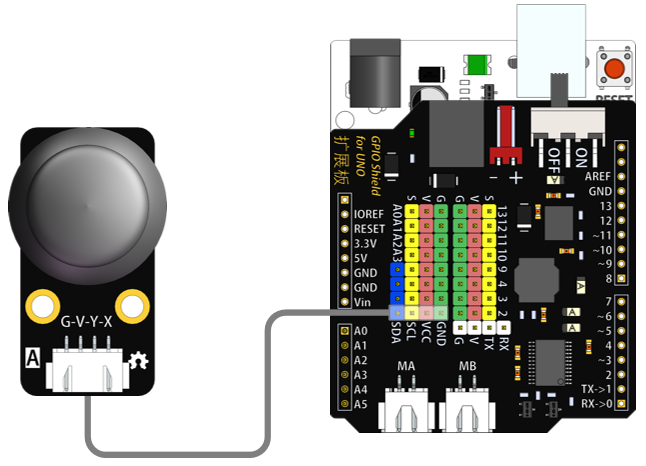 RESET
GPIO Shield
for UNO
扩展板
- +
OFF
ON
IOREF
RESET
3.3V
5V
GND
GND
Vin
A0
A1
A2
A3
A4
A5
S V G G V S
A0 A1 A2 A3
13 12 11 10 9 4 3 2
SDA SCL VCC GND
G V TX RX
MA
MB
AREF
GND
13
12
~11
~10
~9
8
7
~6
~5
4
~3
2
TX->1
RX->0
A
A
A
G-V-Y-X
A